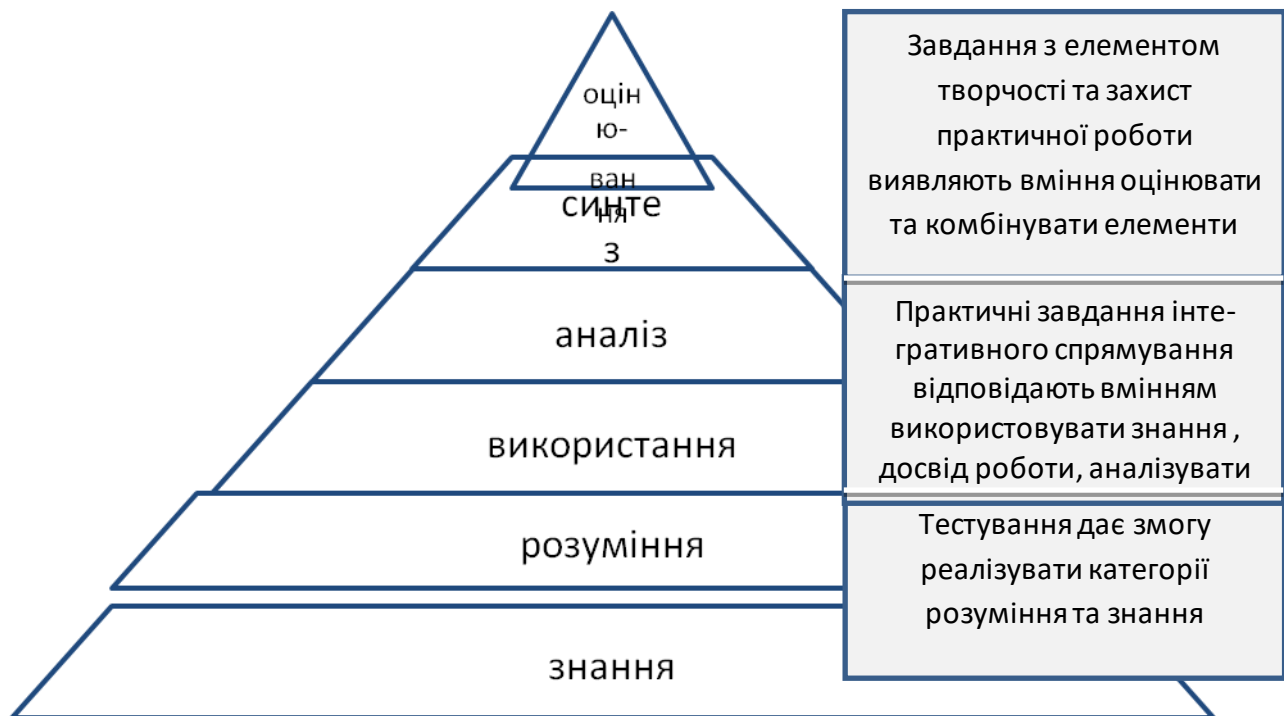 оцін
ю-
ван
ня
синте
з
аналіз
використання
розуміння
знання
Завдання з елементом
творчості та захист
практичної роботи
виявляють вміння оцінювати
та комбінувати елементи
Практичні завдання інте-
гративного спрямування
відповідають вмінням
використовувати знання ,
досвід роботи, аналізувати
Тестування дає змогу
реалізувати категорії
розуміння та знання